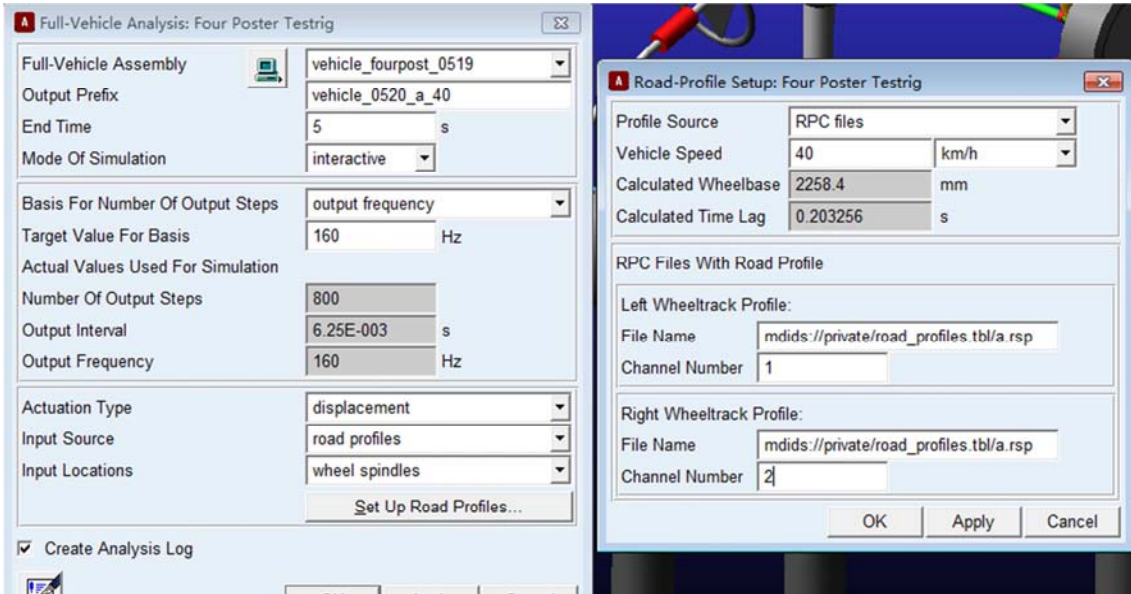 Full-Vehicle Analysis: Four Poster Testrig
Full-Vehicle Assembly vehicle_fourpost_0519
Output Prefix vehicle_0520_a_40
End Time 5 s
Mode Of Simulation interactive
Basis For Number Of Output Steps output frequency
Target Value For Basis 160 Hz
Actual Values Used For Simulation
Number Of Output Steps 800
Output Interval 6.25E-003 s
Output Frequency 160 Hz
Actuation Type displacement
Input Source road profiles
Input Locations wheel spindles
Set Up Road Profiles...
Create Analysis Log
Road-Profile Setup: Four Poster Testrig
Profile Source RPC files
Vehicle Speed 40 km/h
Calculated Wheelbase 2258.4 mm
Calculated Time Lag 0.203256 s
RPC Files With Road Profile
Left Wheeltrack Profile:
File Name mdids://private/road_profiles.tbl/a.rsp
Channel Number 1
Right Wheeltrack Profile:
File Name mdids://private/road_profiles.tbl/a.rsp
Channel Number 2
OK Apply Cancel